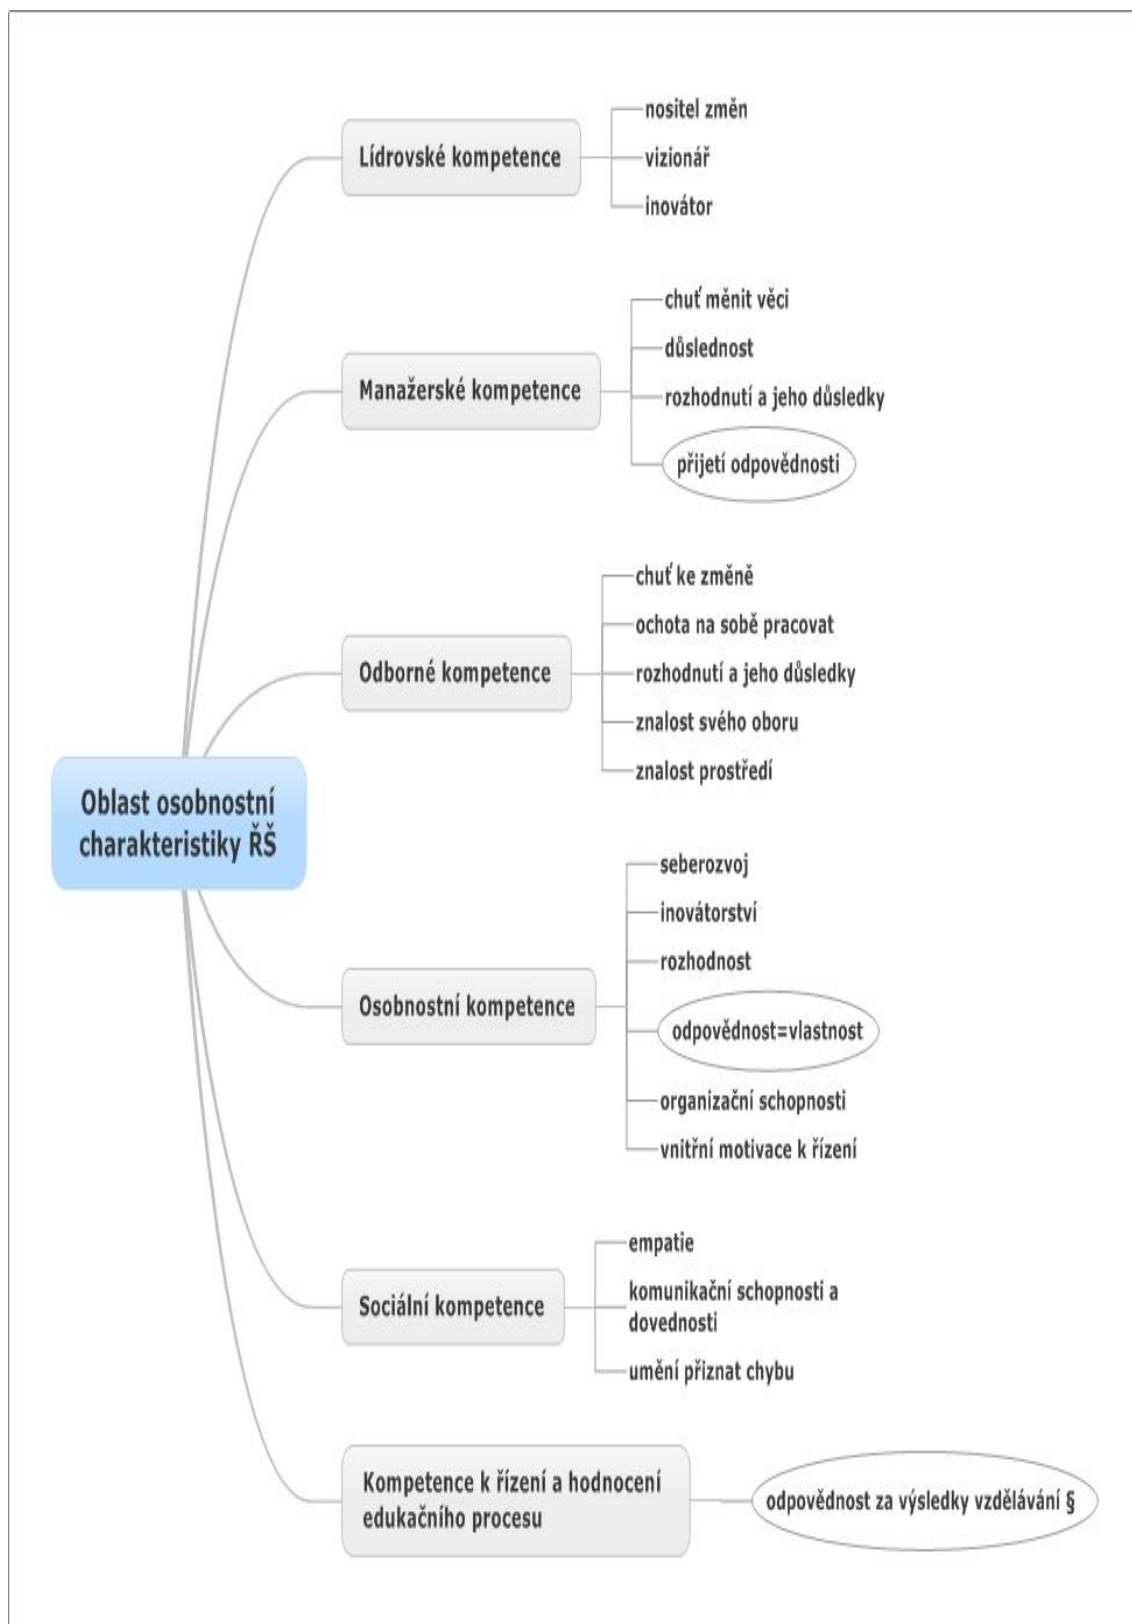 Lídrovské kompetence
nositel změn
vizionář
inovátor
Manažerské kompetence
chuť měnit věci
důslednost
rozhodnutí a jeho důsledky
přijetí odpovědnosti
Odborné kompetence
chuť ke změně
ochota na sobě pracovat
rozhodnutí a jeho důsledky
znalost svého oboru
znalost prostředí
Oblast osobnostní
charakteristiky ŘŠ
Osobnostní kompetence
seberozvoj
inovátorství
rozhodnost
odpovědnost=vlastnost
organizační schopnosti
vnitřní motivace k řízení
Sociální kompetence
empatie
komunikační schopnosti a
dovednosti
umění přiznat chybu
Kompetence k řízení a hodnocení
edukačního procesu
odpovědnost za výsledky vzdělávání §